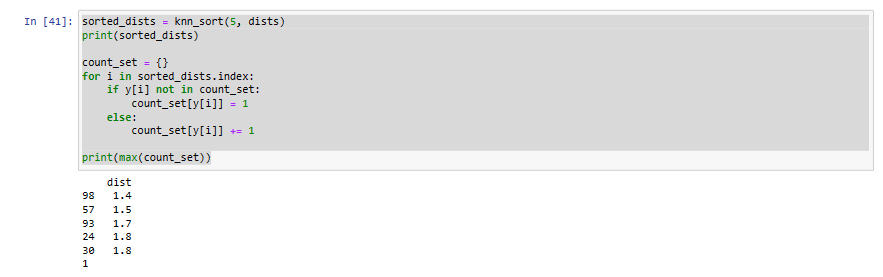 In [41]: sorted_dists = knn_sort(5, dists)
print(sorted_dists)
count_set = {}
for i in sorted_dists.index:
    if y[i] not in count_set:
        count_set[y[i]] = 1
    else:
        count_set[y[i]] += 1
print(max(count_set))
    dist
98   1.4
57   1.5
93   1.7
24   1.8
30   1.8
1